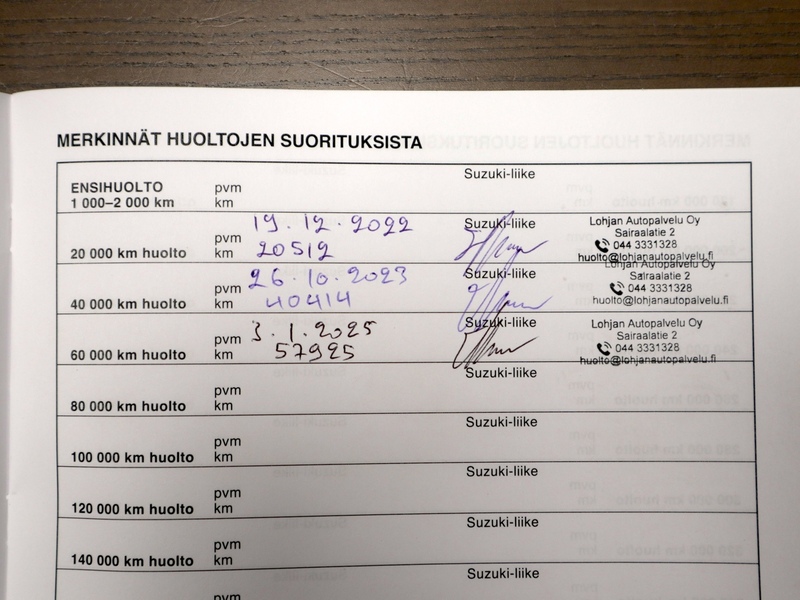 MERKINNÄT HUOLTOJEN SUORITUKSISTA
ENSIHUOLTO
1 000–2 000 km
pvm
km
Suzuki-liike
20 000 km huolto
pvm 19.12.2022
km 20512
Suzuki-liike
Lohjan Autopalvelu Oy
Sairaalatie 2
044 3331328
huolto@lohjanautopalvelu.fi
40 000 km huolto
pvm 26.10.2023
km 40414
Suzuki-liike
Lohjan Autopalvelu Oy
Sairaalatie 2
044 3331328
huolto@lohjanautopalvelu.fi
60 000 km huolto
pvm 3.1.2025
km 57925
Suzuki-liike
Lohjan Autopalvelu Oy
Sairaalatie 2
044 3331328
huolto@lohjanautopalvelu.fi
80 000 km huolto
pvm
km
Suzuki-liike
100 000 km huolto
pvm
km
Suzuki-liike
120 000 km huolto
pvm
km
Suzuki-liike
140 000 km huolto
pvm
km
Suzuki-liike
pvm
Suzuki-liike